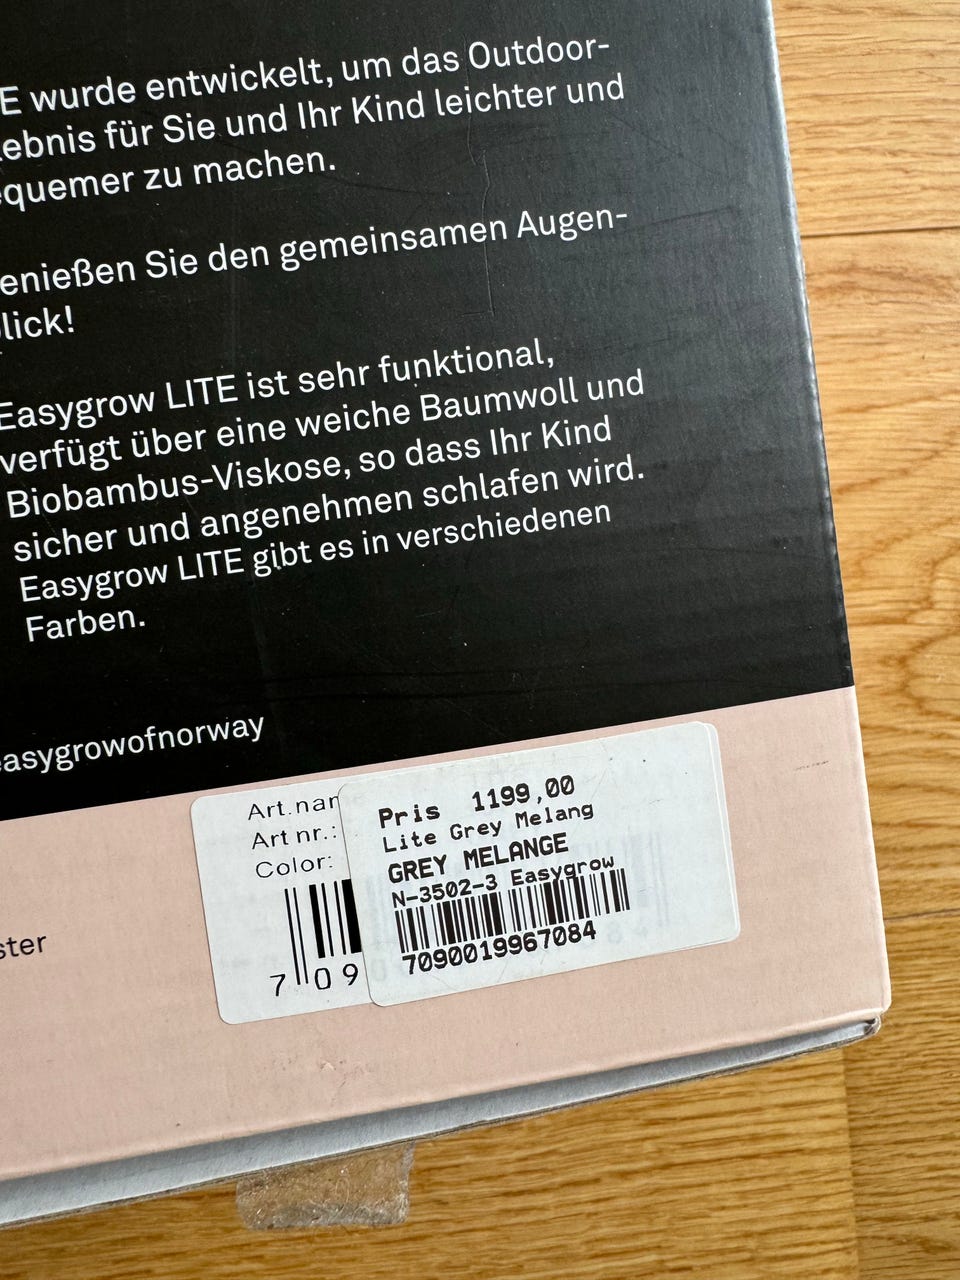 E wurde entwickelt, um das Outdoor-
lebnis für Sie und Ihr Kind leichter und
equemer zu machen.
enießen Sie den gemeinsamen Augen-
lick!
Easygrow LITE ist sehr funktional,
verfügt über eine weiche Baumwoll und
Biobambus-Viskose, so dass Ihr Kind
sicher und angenehmen schlafen wird.
Easygrow LITE gibt es in verschiedenen
Farben.
easygrowofnorway
ster
Art.nam
Art nr.:
Color:
7 09
Pris 1199,00
Lite Grey Melang
GREY MELANGE
N-3502-3 Easygrow
7090019967084